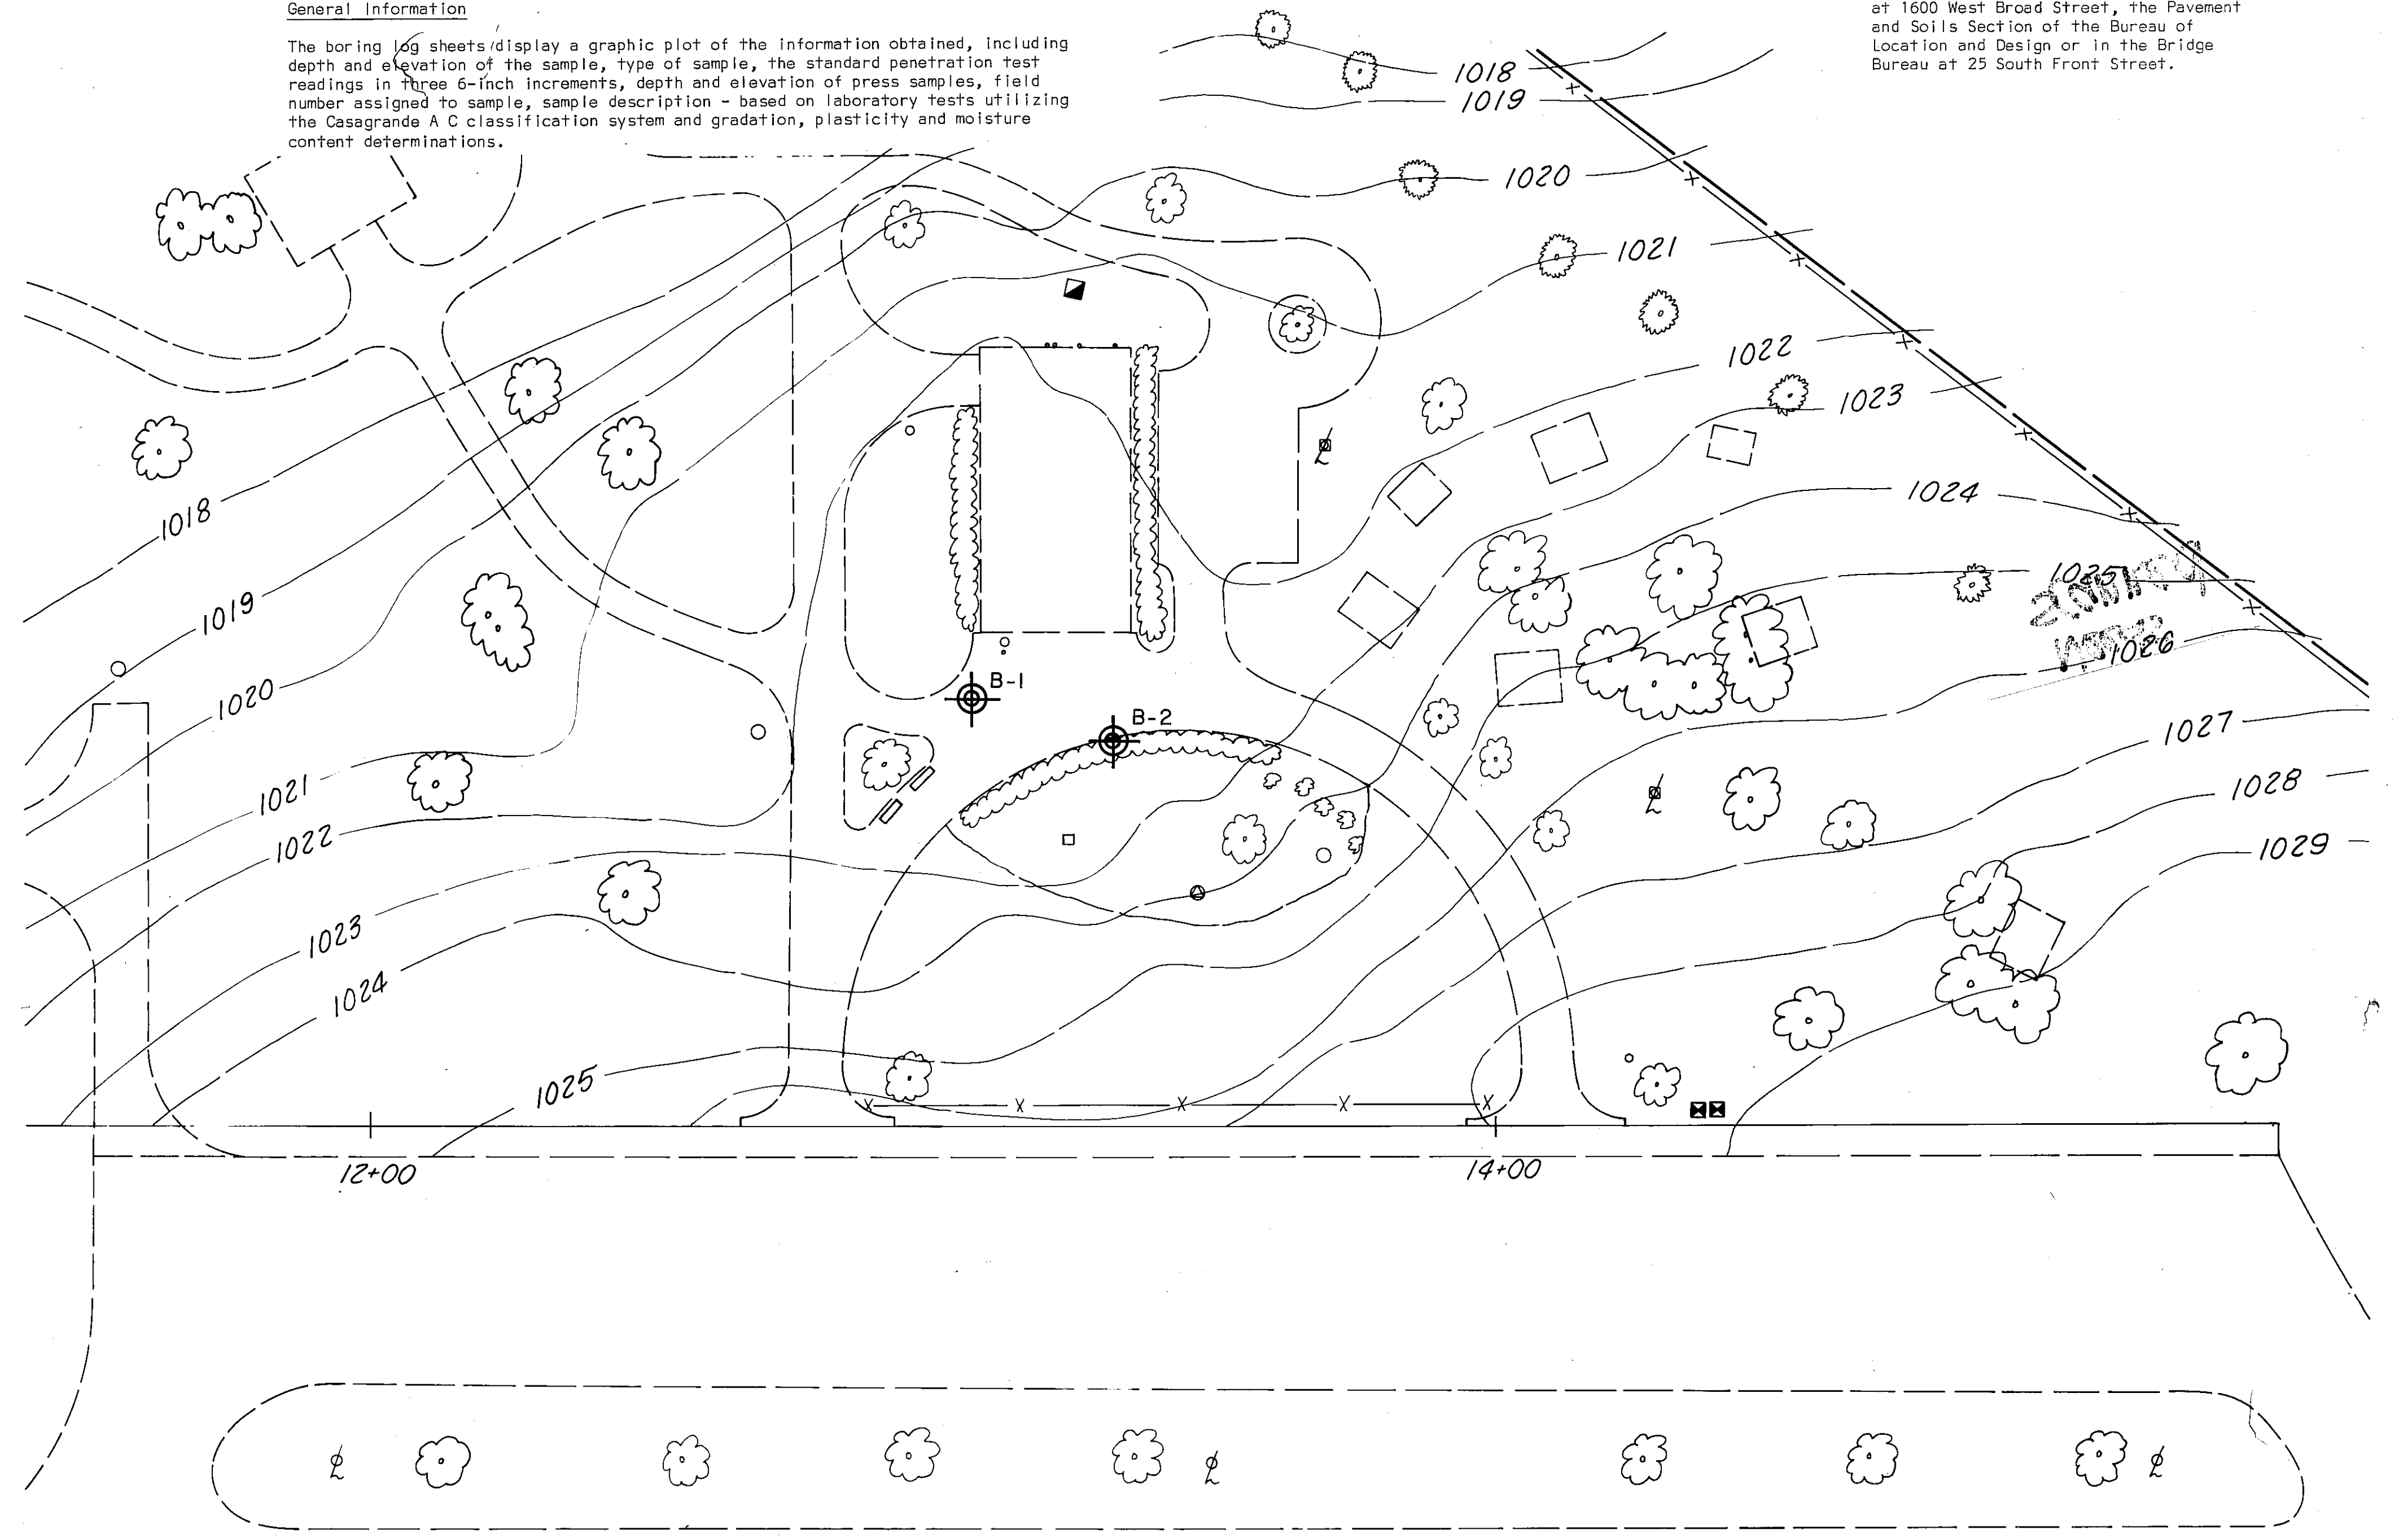 General Information
The boring log sheets display a graphic plot of the information obtained, including
depth and elevation of the sample, type of sample, the standard penetration test
readings in three 6-inch increments, depth and elevation of press samples, field
number assigned to sample, sample description - based on laboratory tests utilizing
the Casagrande A C classification system and gradation, plasticity and moisture
content determinations.
at 1600 West Broad Street, the Pavement
and Soils Section of the Bureau of
Location and Design or in the Bridge
Bureau at 25 South Front Street.
1018
1019
1020
1021
1022
1023
1024
1025
1026
1027
1028
1029
1018
1019
1020
1021
1022
1023
1024
1025
B-1
B-2
12+00
14+00